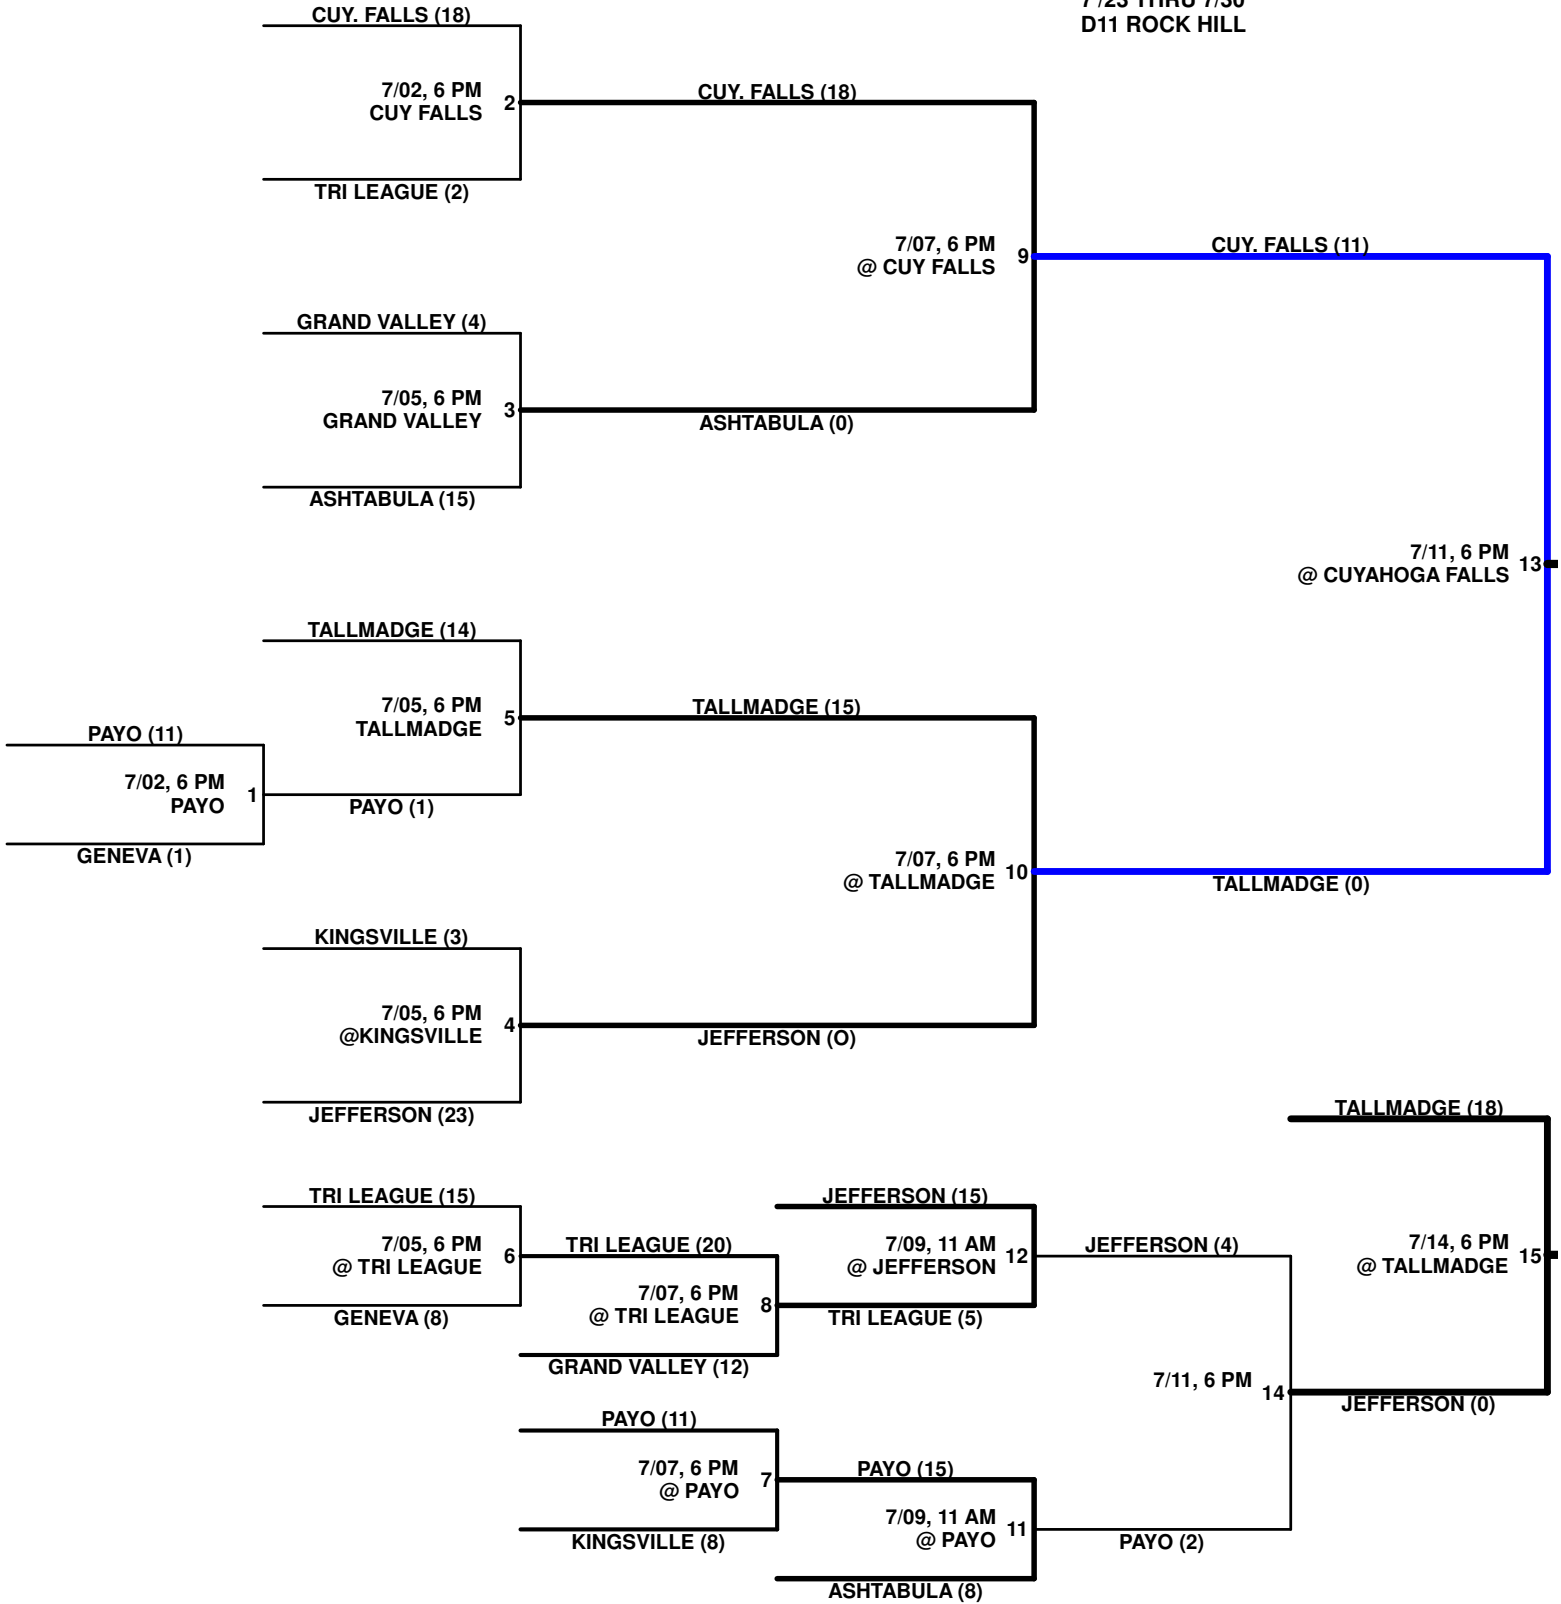 7 /23 THRU 7/30
D11 ROCK HILL
CUY. FALLS (18)
7/02, 6 PM
CUY FALLS
2
TRI LEAGUE (2)
CUY. FALLS (18)
7/07, 6 PM
@ CUY FALLS
9
CUY. FALLS (11)
GRAND VALLEY (4)
7/05, 6 PM
GRAND VALLEY
3
ASHTABULA (15)
ASHTABULA (0)
7/11, 6 PM
@ CUYAHOGA FALLS
13
TALLMADGE (14)
7/05, 6 PM
TALLMADGE
5
TALLMADGE (15)
PAYO (11)
7/02, 6 PM
PAYO
1
GENEVA (1)
PAYO (1)
7/07, 6 PM
@ TALLMADGE
10
TALLMADGE (0)
KINGSVILLE (3)
7/05, 6 PM
@KINGSVILLE
4
JEFFERSON (23)
JEFFERSON (O)
TALLMADGE (18)
TRI LEAGUE (15)
7/05, 6 PM
@ TRI LEAGUE
6
GENEVA (8)
TRI LEAGUE (20)
7/07, 6 PM
@ TRI LEAGUE
8
GRAND VALLEY (12)
JEFFERSON (15)
7/09, 11 AM
@ JEFFERSON
12
TRI LEAGUE (5)
JEFFERSON (4)
7/14, 6 PM
@ TALLMADGE
15
7/11, 6 PM
14
JEFFERSON (0)
PAYO (11)
7/07, 6 PM
@ PAYO
7
KINGSVILLE (8)
PAYO (15)
7/09, 11 AM
@ PAYO
11
ASHTABULA (8)
PAYO (2)